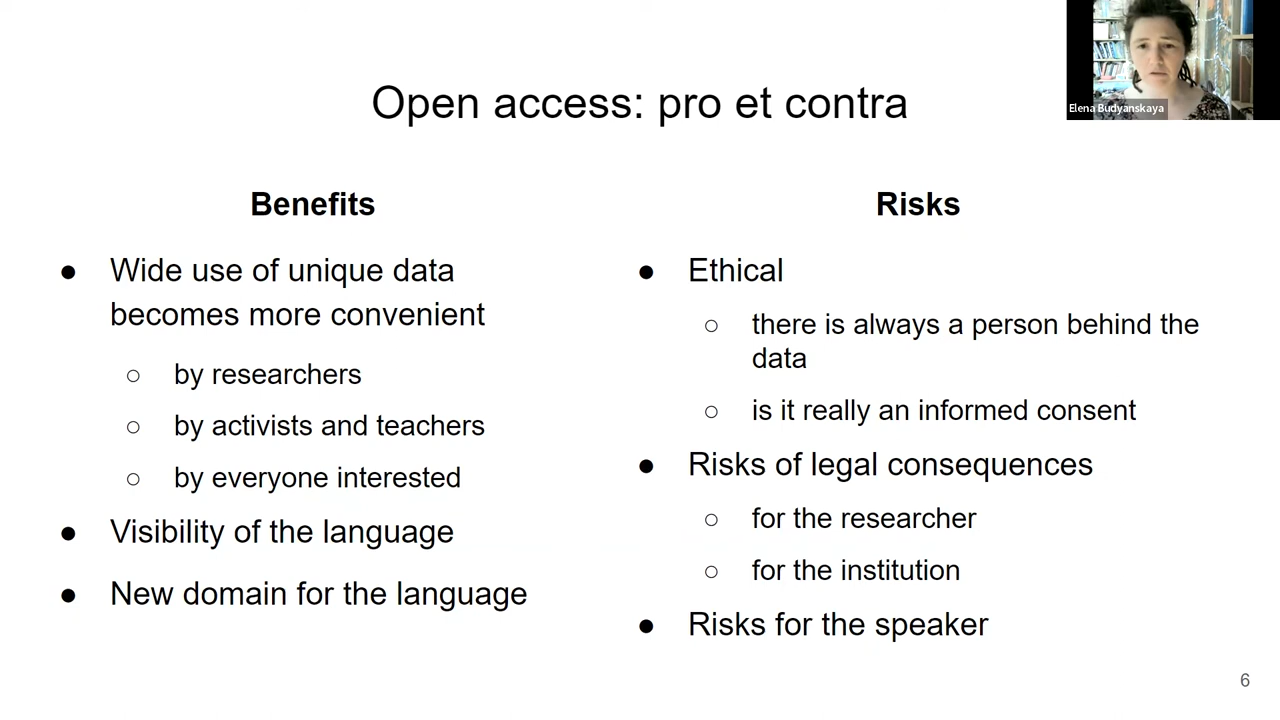 Open access: pro et contra
Elena Budyanskaya
Benefits
● Wide use of unique data
becomes more convenient
○ by researchers
○ by activists and teachers
○ by everyone interested
● Visibility of the language
● New domain for the language
Risks
● Ethical
○ there is always a person behind the
data
○ is it really an informed consent
● Risks of legal consequences
○ for the researcher
○ for the institution
● Risks for the speaker
6